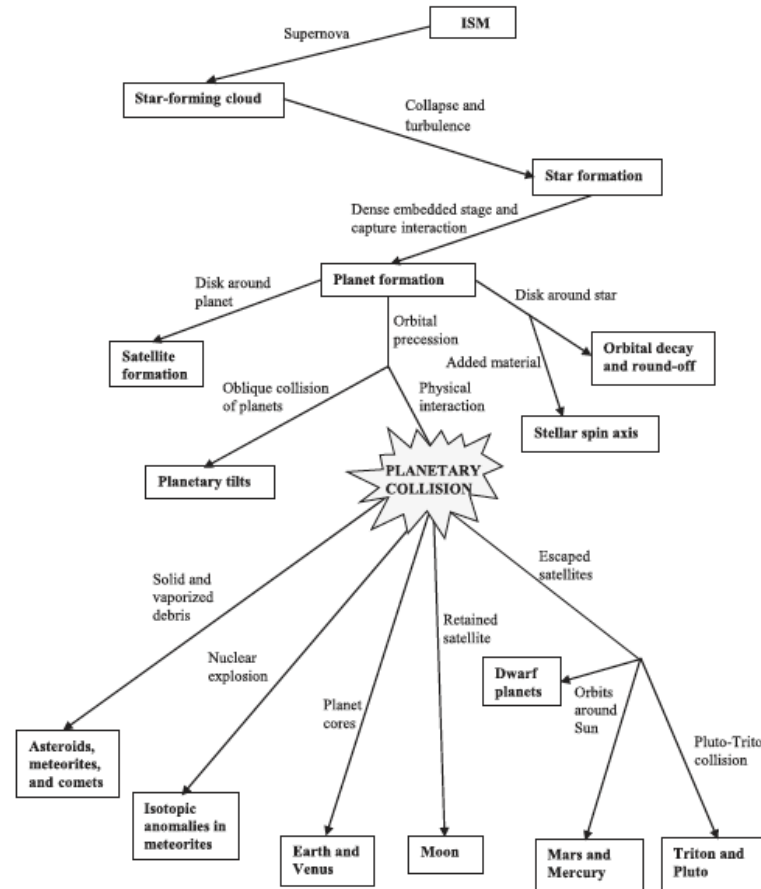 ISM
Supernova
Star-forming cloud
Collapse and
turbulence
Star formation
Dense embedded stage and
capture interaction
Planet formation
Disk around
planet
Disk around star
Orbital
precession
Satellite
formation
Added material
Orbital decay
and round-off
Oblique collision
of planets
Physical
interaction
Stellar spin axis
Planetary tilts
PLANETARY
COLLISION
Solid and
vaporized
debris
Escaped
satellites
Nuclear
explosion
Retained
satellite
Planet
cores
Dwarf
planets
Orbits
around
Sun
Pluto-Trito
collision
Asteroids,
meteorites,
and comets
Isotopic
anomalies in
meteorites
Earth and
Venus
Moon
Mars and
Mercury
Triton and
Pluto